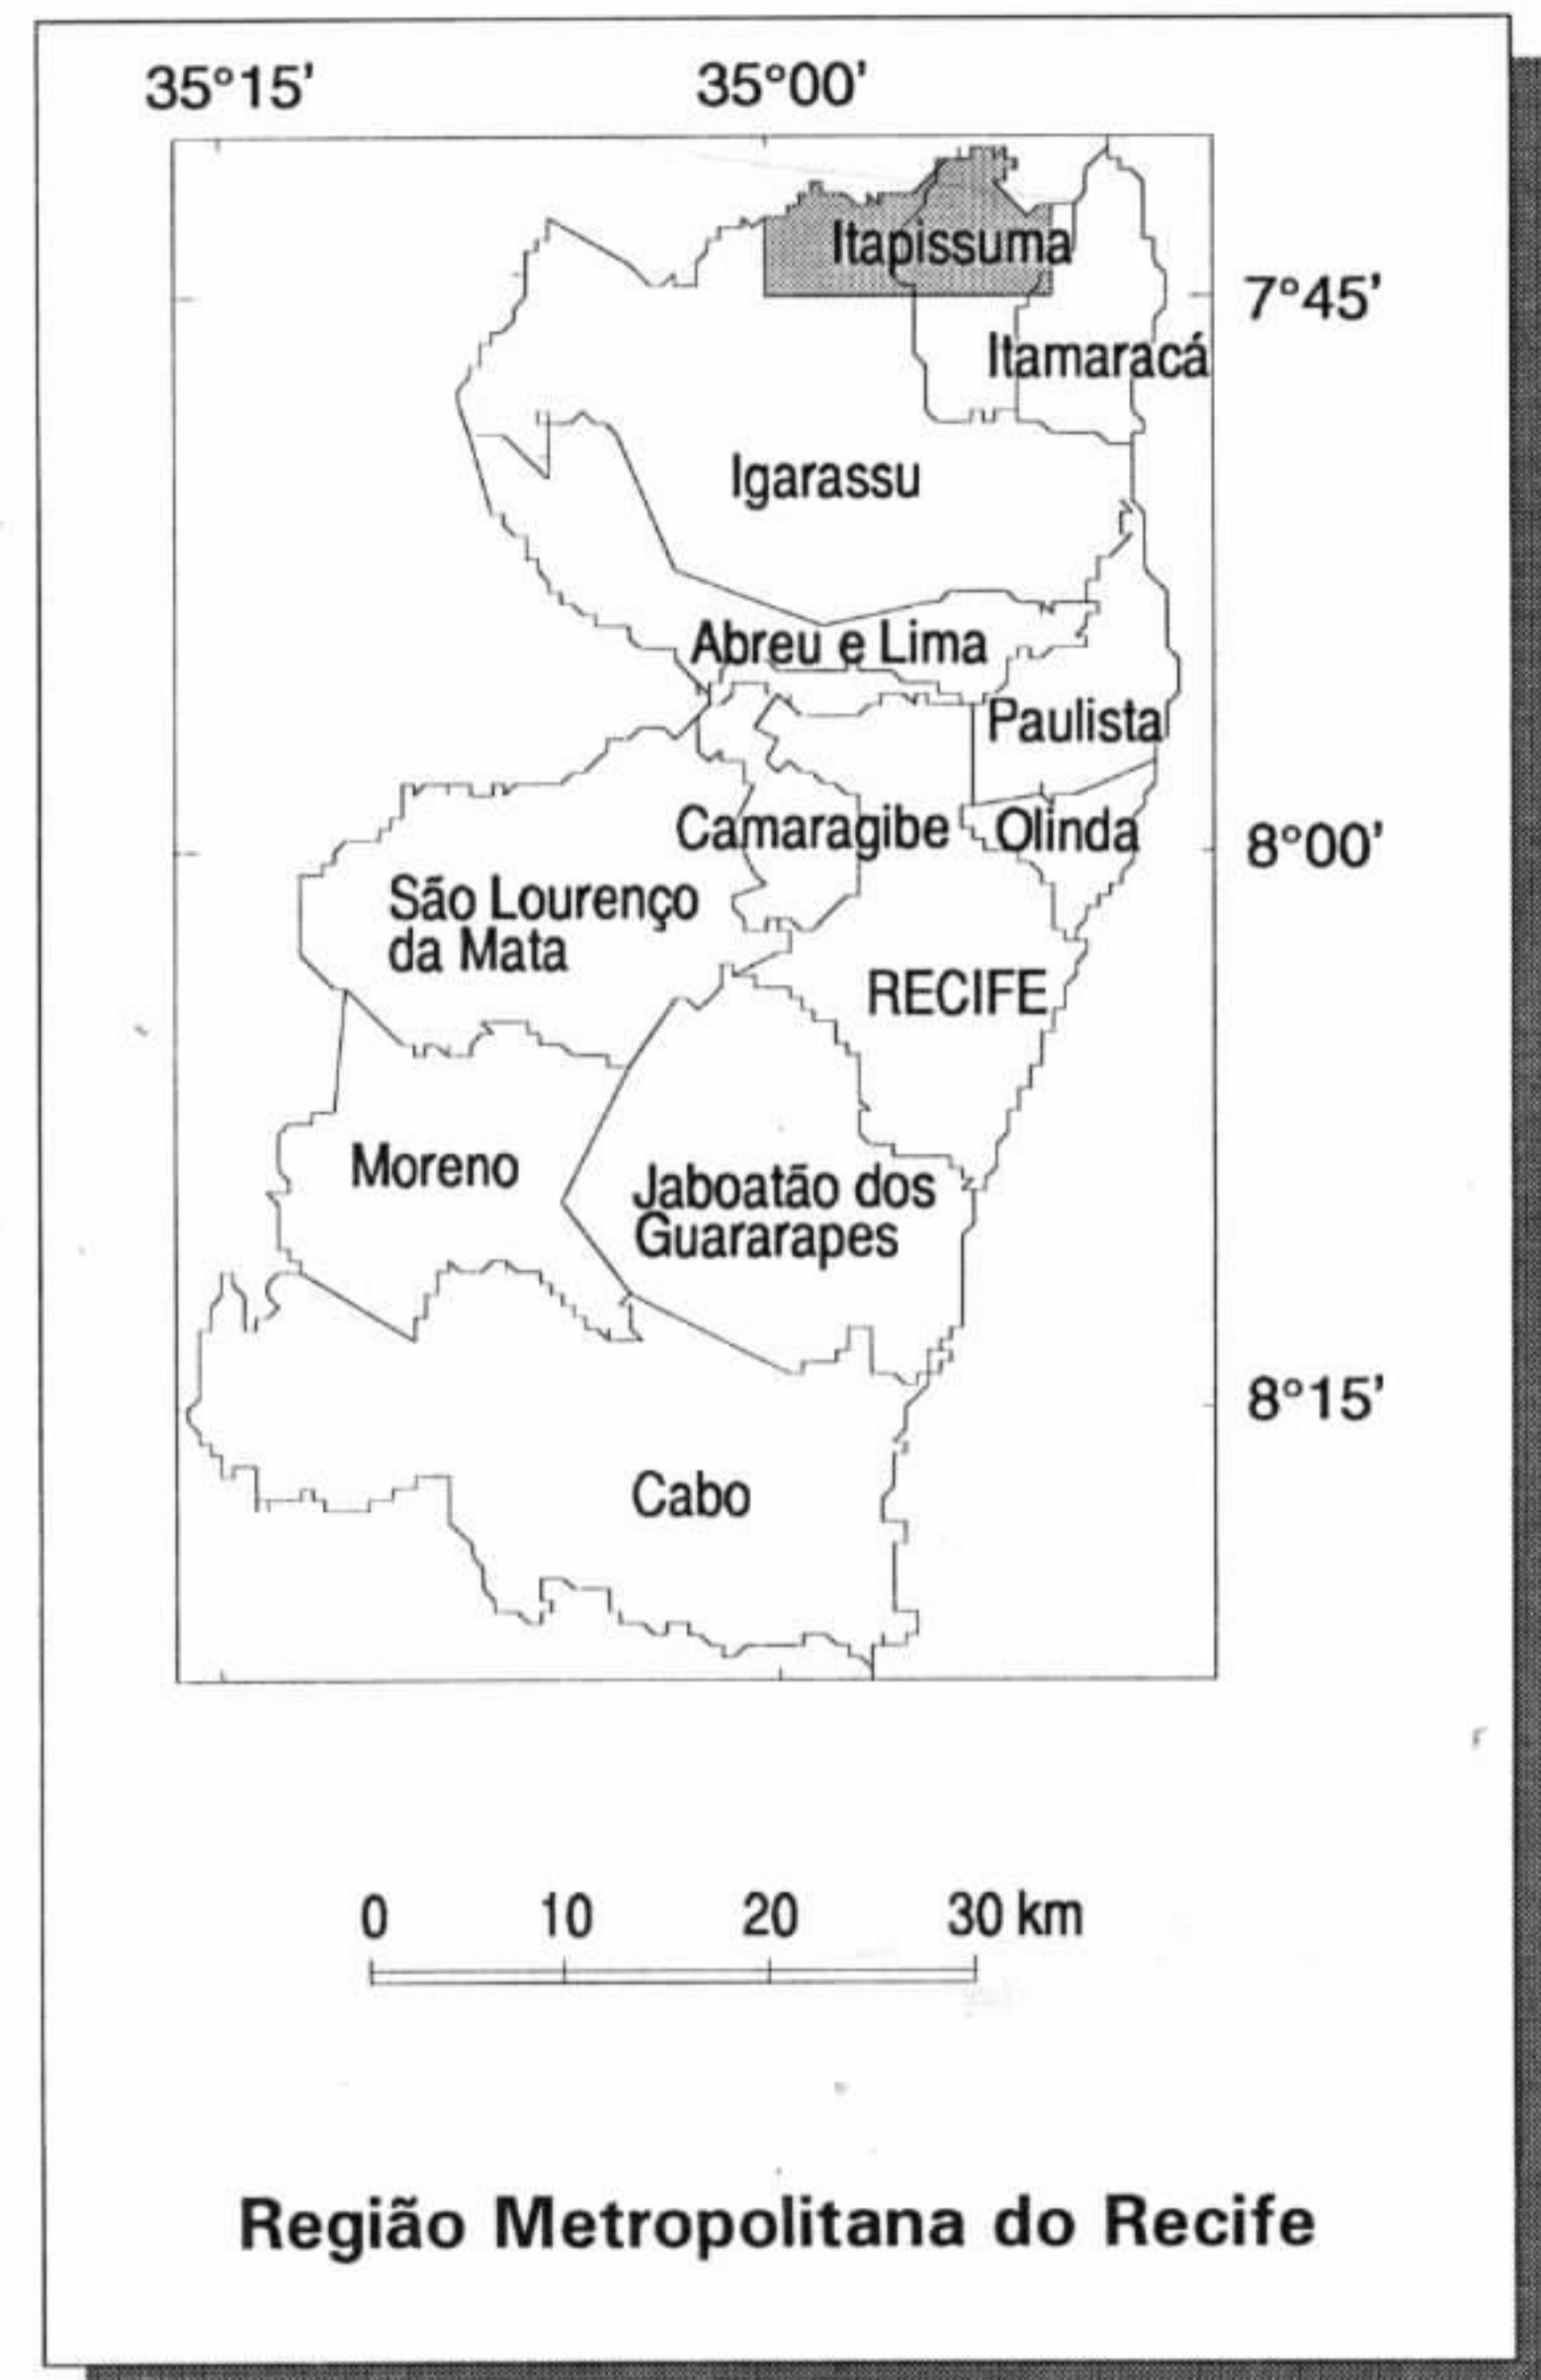 35°15' 35°00'
Itapissuma
7°45'
Itamaracá
Igarassu
Abreu e Lima
Paulista
Camaragibe
Olinda
8°00'
São Lourenço
da Mata
RECIFE
Moreno
Jaboatão dos
Guararapes
8°15'
Cabo
0 10 20 30 km
Região Metropolitana do Recife